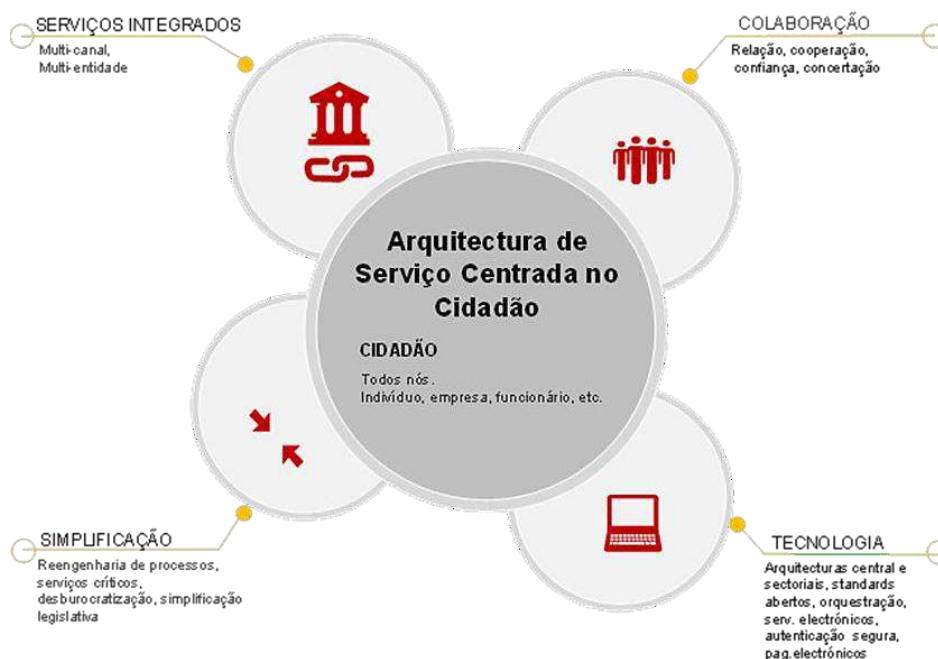 SERVIÇOS INTEGRADOS
Multi-canal,
Multi-entidade
COLABORAÇÃO
Relação, cooperação,
confiança, concertação
Arquitectura de
Serviço Centrada no
Cidadão
CIDADÃO
Todos nós.
Indivíduo, empresa, funcionário, etc.
SIMPLIFICAÇÃO
Reengenharia de processos,
serviços críticos,
desburocratização, simplificação
legislativa
TECNOLOGIA
Arquitecturas central e
sectoriais, standards
abertos, orquestração,
serv. electrónicos,
autenticação segura,
pag.electrónicos